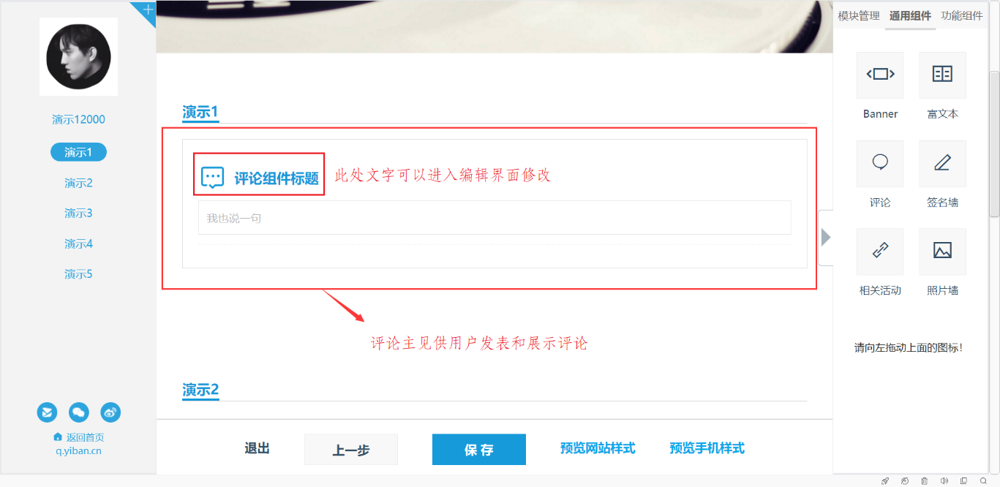 模块管理 通用组件 功能组件
演示12000
演示1
演示2
演示3
演示4
演示5
返回首页
q.yiban.cn
演示1
评论组件标题
此处文字可以进入编辑界面修改
我也说一句
评论主见供用户发表和展示评论
演示2
退出 上一步 保 存 预览网站样式 预览手机样式
Banner 富文本
评论 签名墙
相关活动 照片墙
请向左拖动上面的图标!